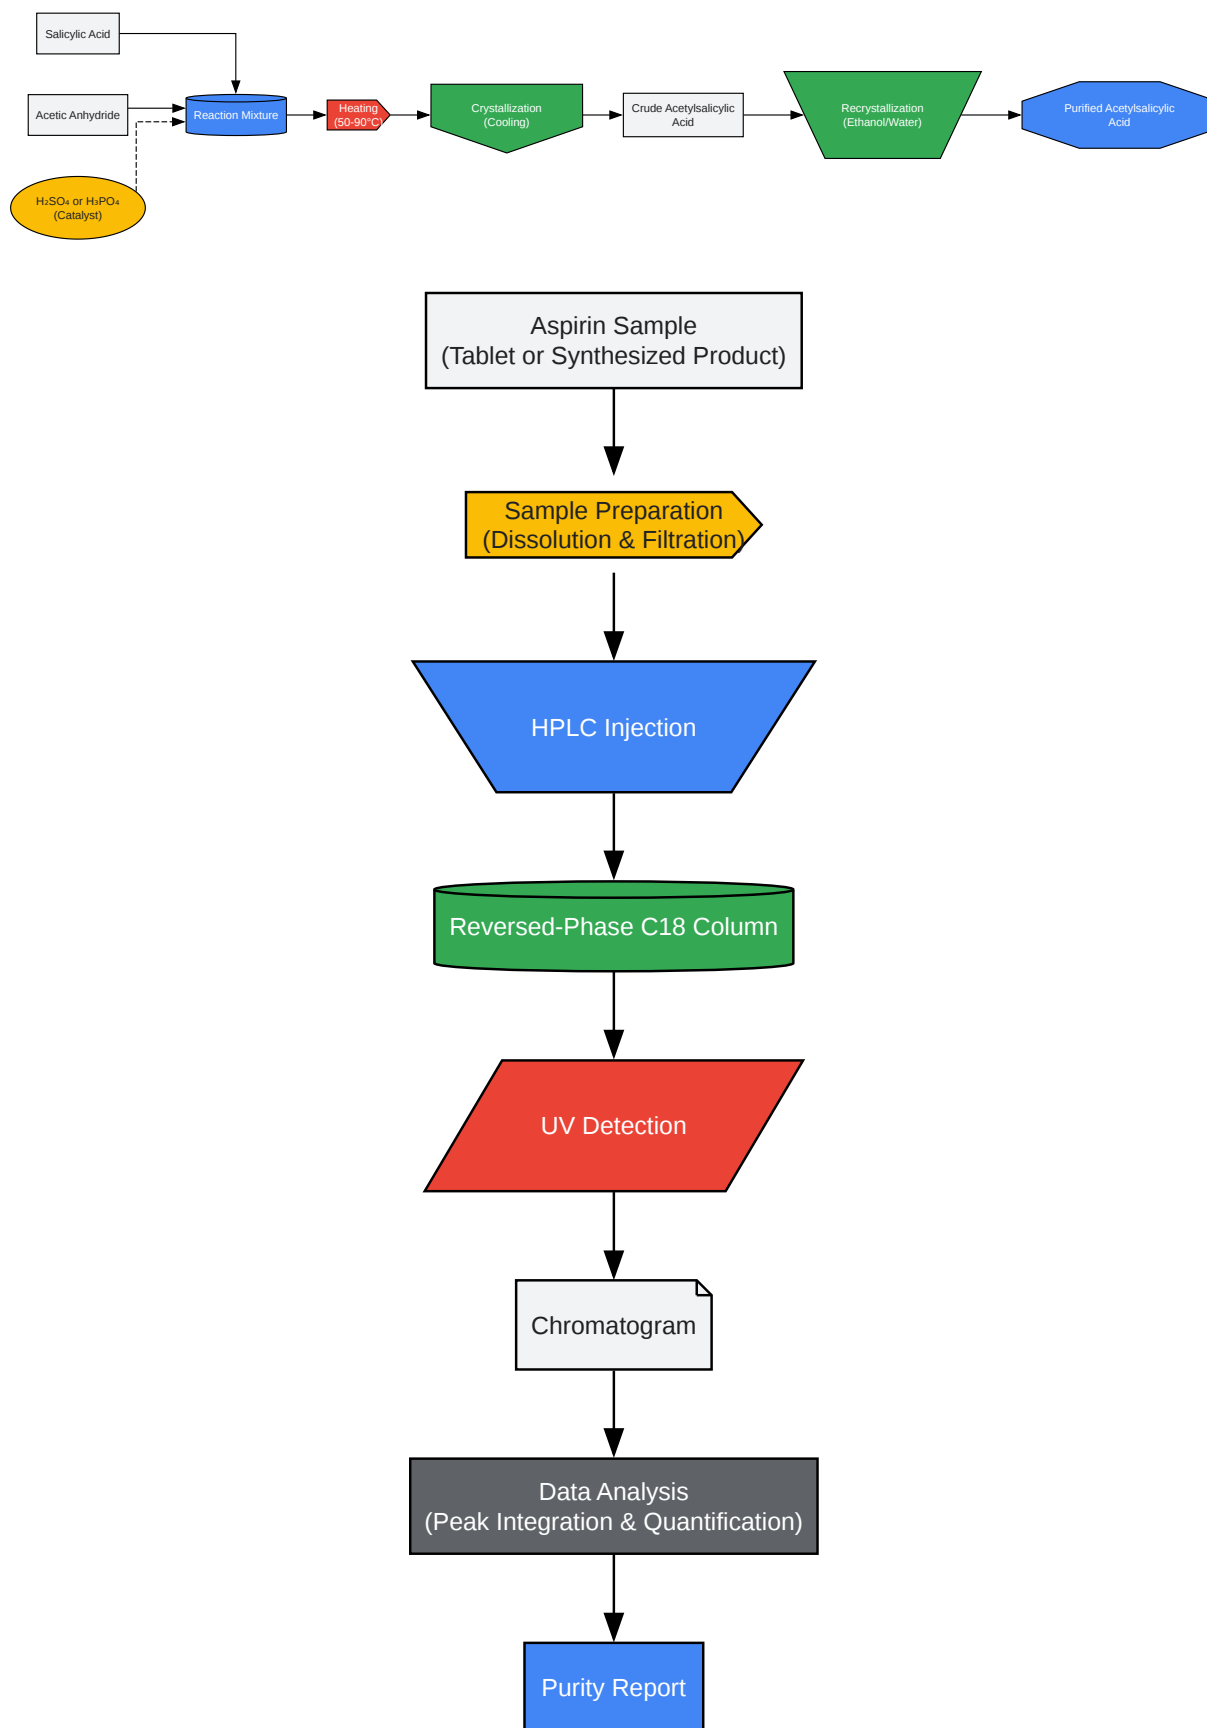 Salicylic Acid
Acetic Anhydride
H₂SO₄ or H₃PO₄
(Catalyst)
Reaction Mixture
Heating
(50-90°C)
Crystallization
(Cooling)
Crude Acetylsalicylic
Acid
Recrystallization
(Ethanol/Water)
Purified Acetylsalicylic
Acid
Aspirin Sample
(Tablet or Synthesized Product)
Sample Preparation
(Dissolution & Filtration)
HPLC Injection
Reversed-Phase C18 Column
UV Detection
Chromatogram
Data Analysis
(Peak Integration & Quantification)
Purity Report